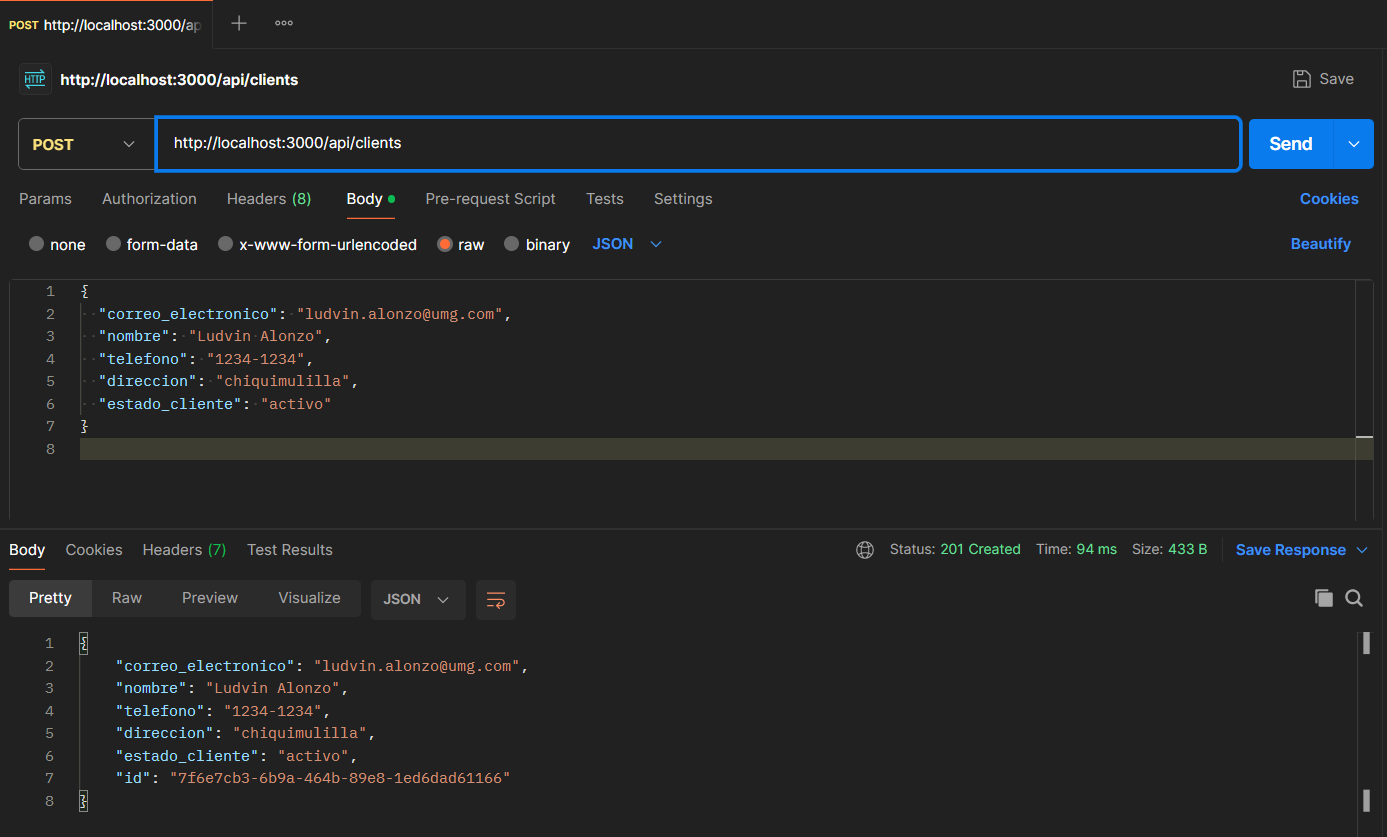 POST http://localhost:3000/ap
HTTP http://localhost:3000/api/clients Save
POST http://localhost:3000/api/clients Send
Params Authorization Headers (8) Body Pre-request Script Tests Settings Cookies
none form-data x-www-form-urlencoded raw binary JSON Beautify
1 {
2 "correo_electronico": "ludvin.alonzo@umg.com",
3 "nombre": "Ludvin Alonzo",
4 "telefono": "1234-1234",
5 "direccion": "chiquimulilla",
6 "estado_cliente": "activo"
7 }
8
Body Cookies Headers (7) Test Results Status: 201 Created Time: 94 ms Size: 433 B Save Response
Pretty Raw Preview Visualize JSON
1 {
2 "correo_electronico": "ludvin.alonzo@umg.com",
3 "nombre": "Ludvin Alonzo",
4 "telefono": "1234-1234",
5 "direccion": "chiquimulilla",
6 "estado_cliente": "activo",
7 "id": "7f6e7cb3-6b9a-464b-89e8-1ed6dad61166"
8 }